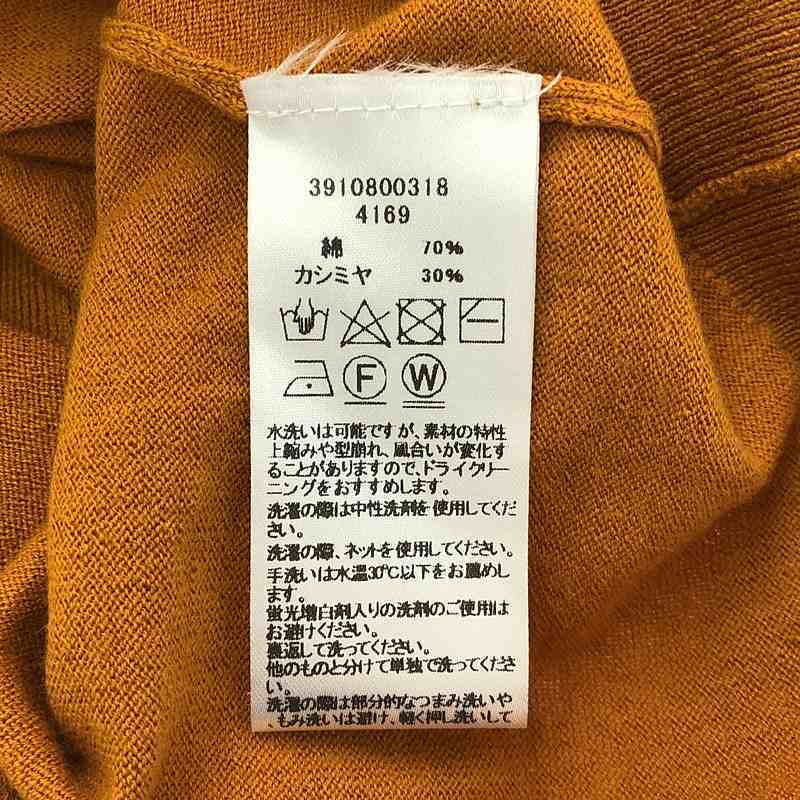 3910800318
4169
綿 70%
カシミヤ 30%
F W
水洗いは可能ですが、素材の特性
上縮みや型崩れ、風合いが変化す
ることがありますので、ドライクリー
ニングをおすすめします。
洗濯の際は中性洗剤を使用してくだ
さい。
洗濯の際、ネットを使用してください。
手洗いは水温30℃以下をお薦めし
ます。
蛍光増白剤入りの洗剤のご使用は
お避けください。
裏返して洗ってください。
他のものと分けて単独で洗ってくださ
い。
洗濯の際は部分的なつまみ洗いや
、もみ洗いは避け、軽く押し洗いして